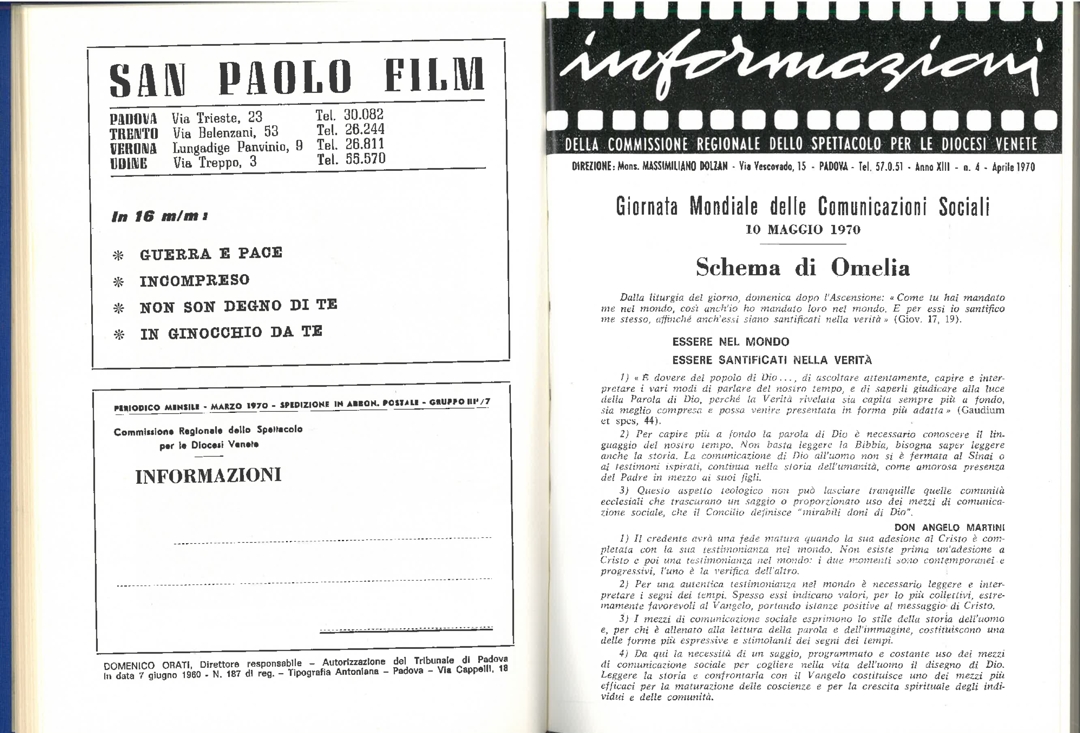 SAN PAOLO FILM
PADOVA Via Trieste, 23 Tel. 30.082
TRENTO Via Belenzani, 53 Tel. 26.244
VERONA Lungadige Panvinio, 9 Tel. 26.811
UDINE Via Treppo, 3 Tel. 55.570
In 16 m/m:
* GUERRA E PACE
* INCOMPRESO
* NON SON DEGNO DI TE
* IN GINOCCHIO DA TE
PERIODICO MENSILE - MARZO 1970 - SPEDIZIONE IN ABBON. POSTALE - GRUPPO IIIº/7
Commissione Regionale dello Spettacolo
per le Diocesi Venete
INFORMAZIONI
DOMENICO ORATI, Direttore responsabile – Autorizzazione del Tribunale di Padova
in data 7 giugno 1960 - N. 187 di reg. – Tipografia Antoniana – Padova – Via Cappelli, 18
informazioni
DELLA COMMISSIONE REGIONALE DELLO SPETTACOLO PER LE DIOCESI VENETE
DIREZIONE: Mons. MASSIMILIANO DOLZAN - Via Vescovado, 15 - PADOVA - Tel. 57.0.51 - Anno XIII - n. 4 - Aprile 1970
Giornata Mondiale delle Comunicazioni Sociali
10 MAGGIO 1970
Schema di Omelia
Dalla liturgia del giorno, domenica dopo l'Ascensione: « Come tu hai mandato
me nel mondo, così anch'io ho mandato loro nel mondo. E per essi io santifico
me stesso, affinché anch'essi siano santificati nella verità » (Giov. 17, 19).
ESSERE NEL MONDO
ESSERE SANTIFICATI NELLA VERITÀ
1) « È dovere del popolo di Dio..., di ascoltare attentamente, capire e inter-
pretare i vari modi di parlare del nostro tempo, e di saperli giudicare alla luce
della Parola di Dio, perché la Verità rivelata sia capita sempre più a fondo,
sia meglio compresa e possa venire presentata in forma più adatta » (Gaudium
et spes, 44).
2) Per capire più a fondo la parola di Dio è necessario conoscere il lin-
guaggio del nostro tempo. Non basta leggere la Bibbia, bisogna saper leggere
anche la storia. La comunicazione di Dio all'uomo non si è fermata al Sinai o
ai testimoni ispirati, continua nella storia dell'umanità, come amorosa presenza
del Padre in mezzo ai suoi figli.
3) Questo aspetto teologico non può lasciare tranquille quelle comunità
ecclesiali che trascurano un saggio o proporzionato uso dei mezzi di comunica-
zione sociale, che il Concilio definisce "mirabili doni di Dio".
DON ANGELO MARTINI
1) Il credente avrà una fede matura quando la sua adesione al Cristo è com-
pletata con la sua testimonianza nel mondo. Non esiste prima un'adesione a
Cristo e poi una testimonianza nel mondo: i due momenti sono contemporanei e
progressivi, l'uno è la verifica dell'altro.
2) Per una autentica testimonianza nel mondo è necessario leggere e inter-
pretare i segni dei tempi. Spesso essi indicano valori, per lo più collettivi, estre-
mamente favorevoli al Vangelo, portando istanze positive al messaggio di Cristo.
3) I mezzi di comunicazione sociale esprimono lo stile della storia dell'uomo
e, per chi è allenato alla lettura della parola e dell'immagine, costituiscono una
delle forme più espressive e stimolanti dei segni dei tempi.
4) Da qui la necessità di un saggio, programmato e costante uso dei mezzi
di comunicazione sociale per cogliere nella vita dell'uomo il disegno di Dio.
Leggere la storia e confrontarla con il Vangelo costituisce uno dei mezzi più
efficaci per la maturazione delle coscienze e per la crescita spirituale degli indi-
vidui e delle comunità.